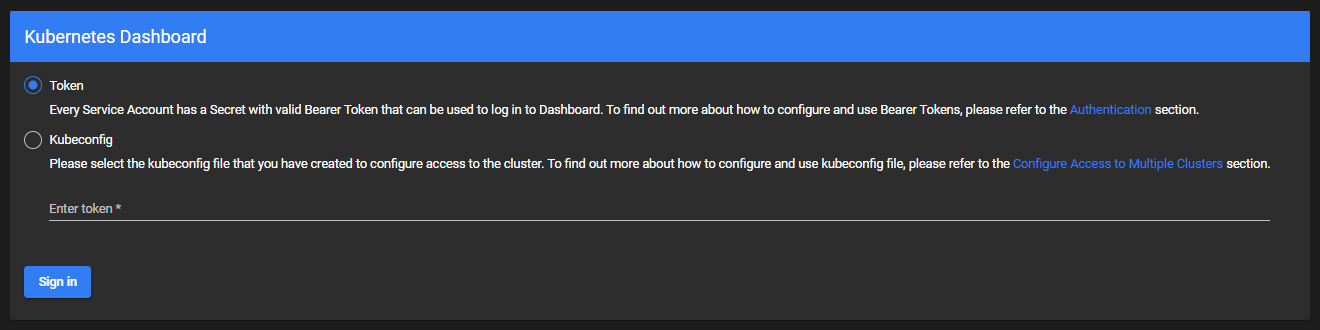 Kubernetes Dashboard
Token
Every Service Account has a Secret with valid Bearer Token that can be used to log in to Dashboard. To find out more about how to configure and use Bearer Tokens, please refer to the Authentication section.
Kubeconfig
Please select the kubeconfig file that you have created to configure access to the cluster. To find out more about how to configure and use kubeconfig file, please refer to the Configure Access to Multiple Clusters section.
Enter token *
Sign in